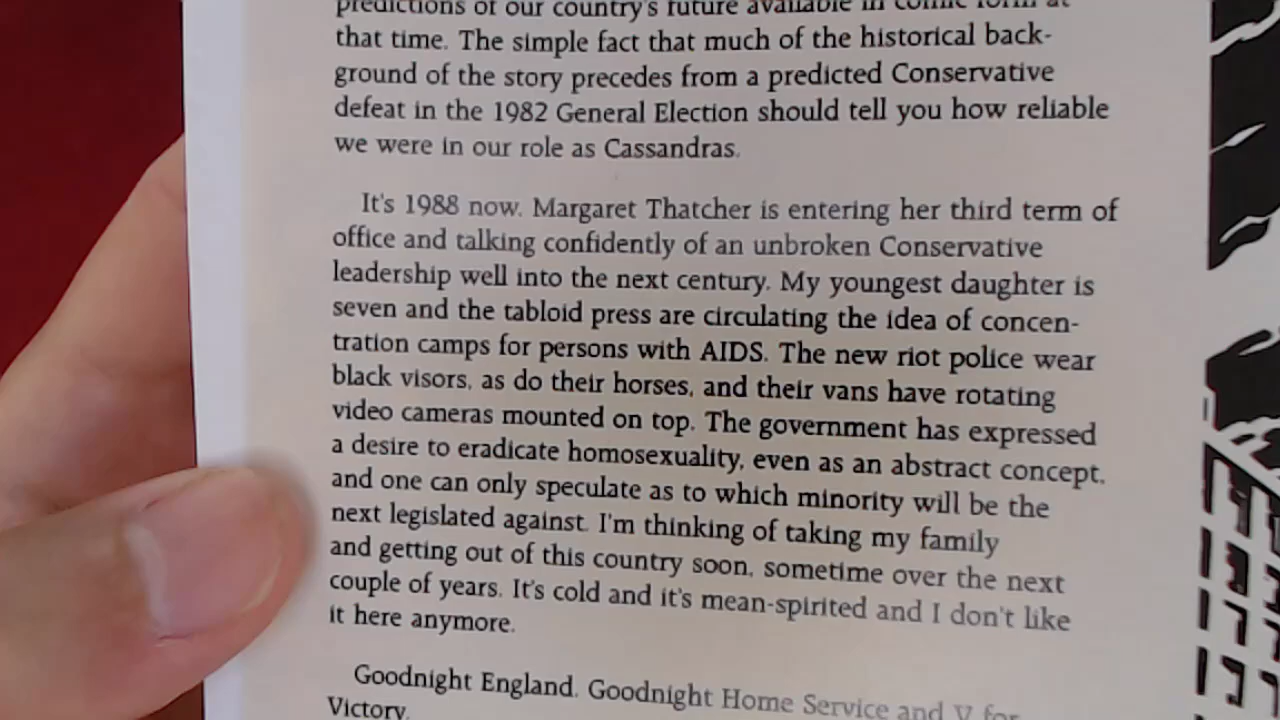 predictions of our country's future available in comic form at
that time. The simple fact that much of the historical back-
ground of the story precedes from a predicted Conservative
defeat in the 1982 General Election should tell you how reliable
we were in our role as Cassandras.
It's 1988 now. Margaret Thatcher is entering her third term of
office and talking confidently of an unbroken Conservative
leadership well into the next century. My youngest daughter is
seven and the tabloid press are circulating the idea of concen-
tration camps for persons with AIDS. The new riot police wear
black visors, as do their horses, and their vans have rotating
video cameras mounted on top. The government has expressed
a desire to eradicate homosexuality, even as an abstract concept,
and one can only speculate as to which minority will be the
next legislated against. I'm thinking of taking my family
and getting out of this country soon, sometime over the next
couple of years. It's cold and it's mean-spirited and I don't like
it here anymore.
Goodnight England. Goodnight Home Service and V for
Victory.